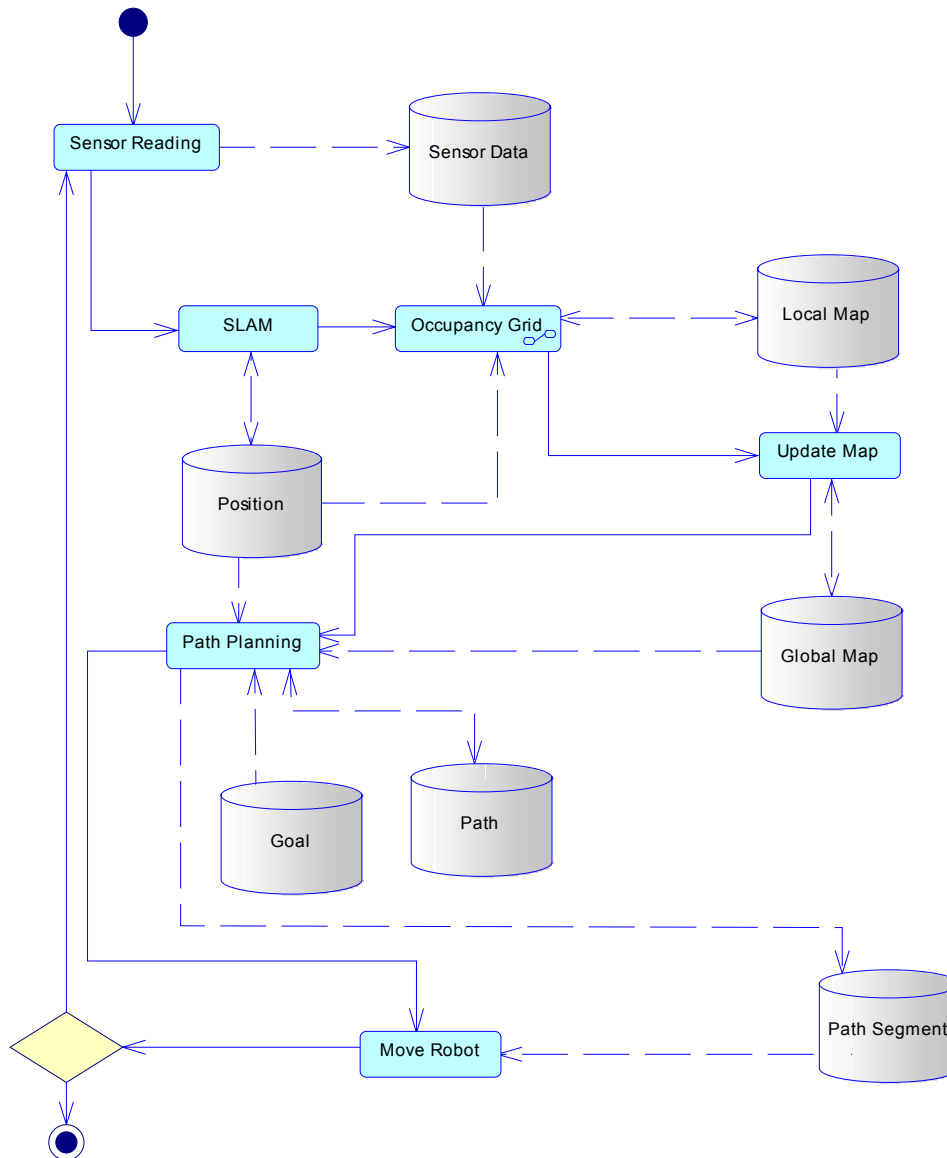 Sensor Reading
Sensor Data
SLAM
Occupancy Grid
Local Map
Update Map
Position
Path Planning
Global Map
Goal
Path
Path Segment
Move Robot